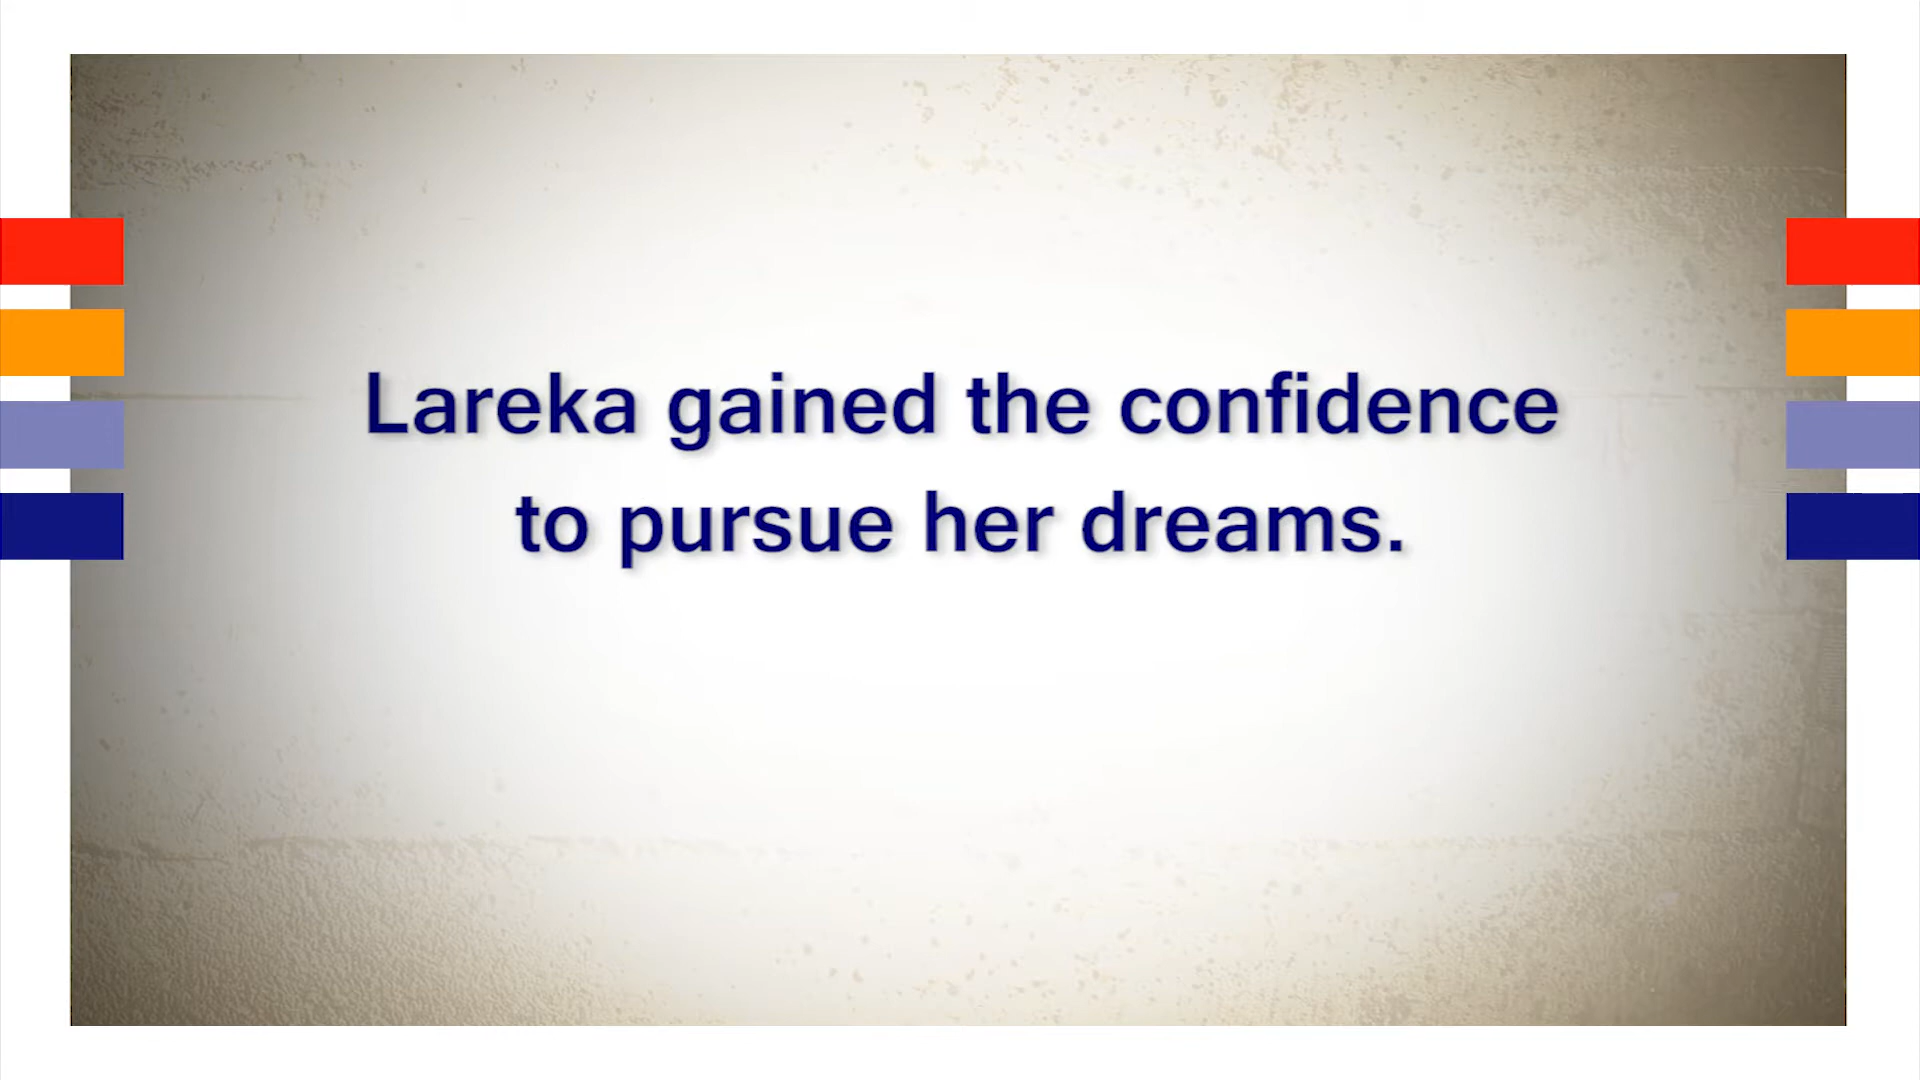 Lareka gained the confidence
to pursue her dreams.